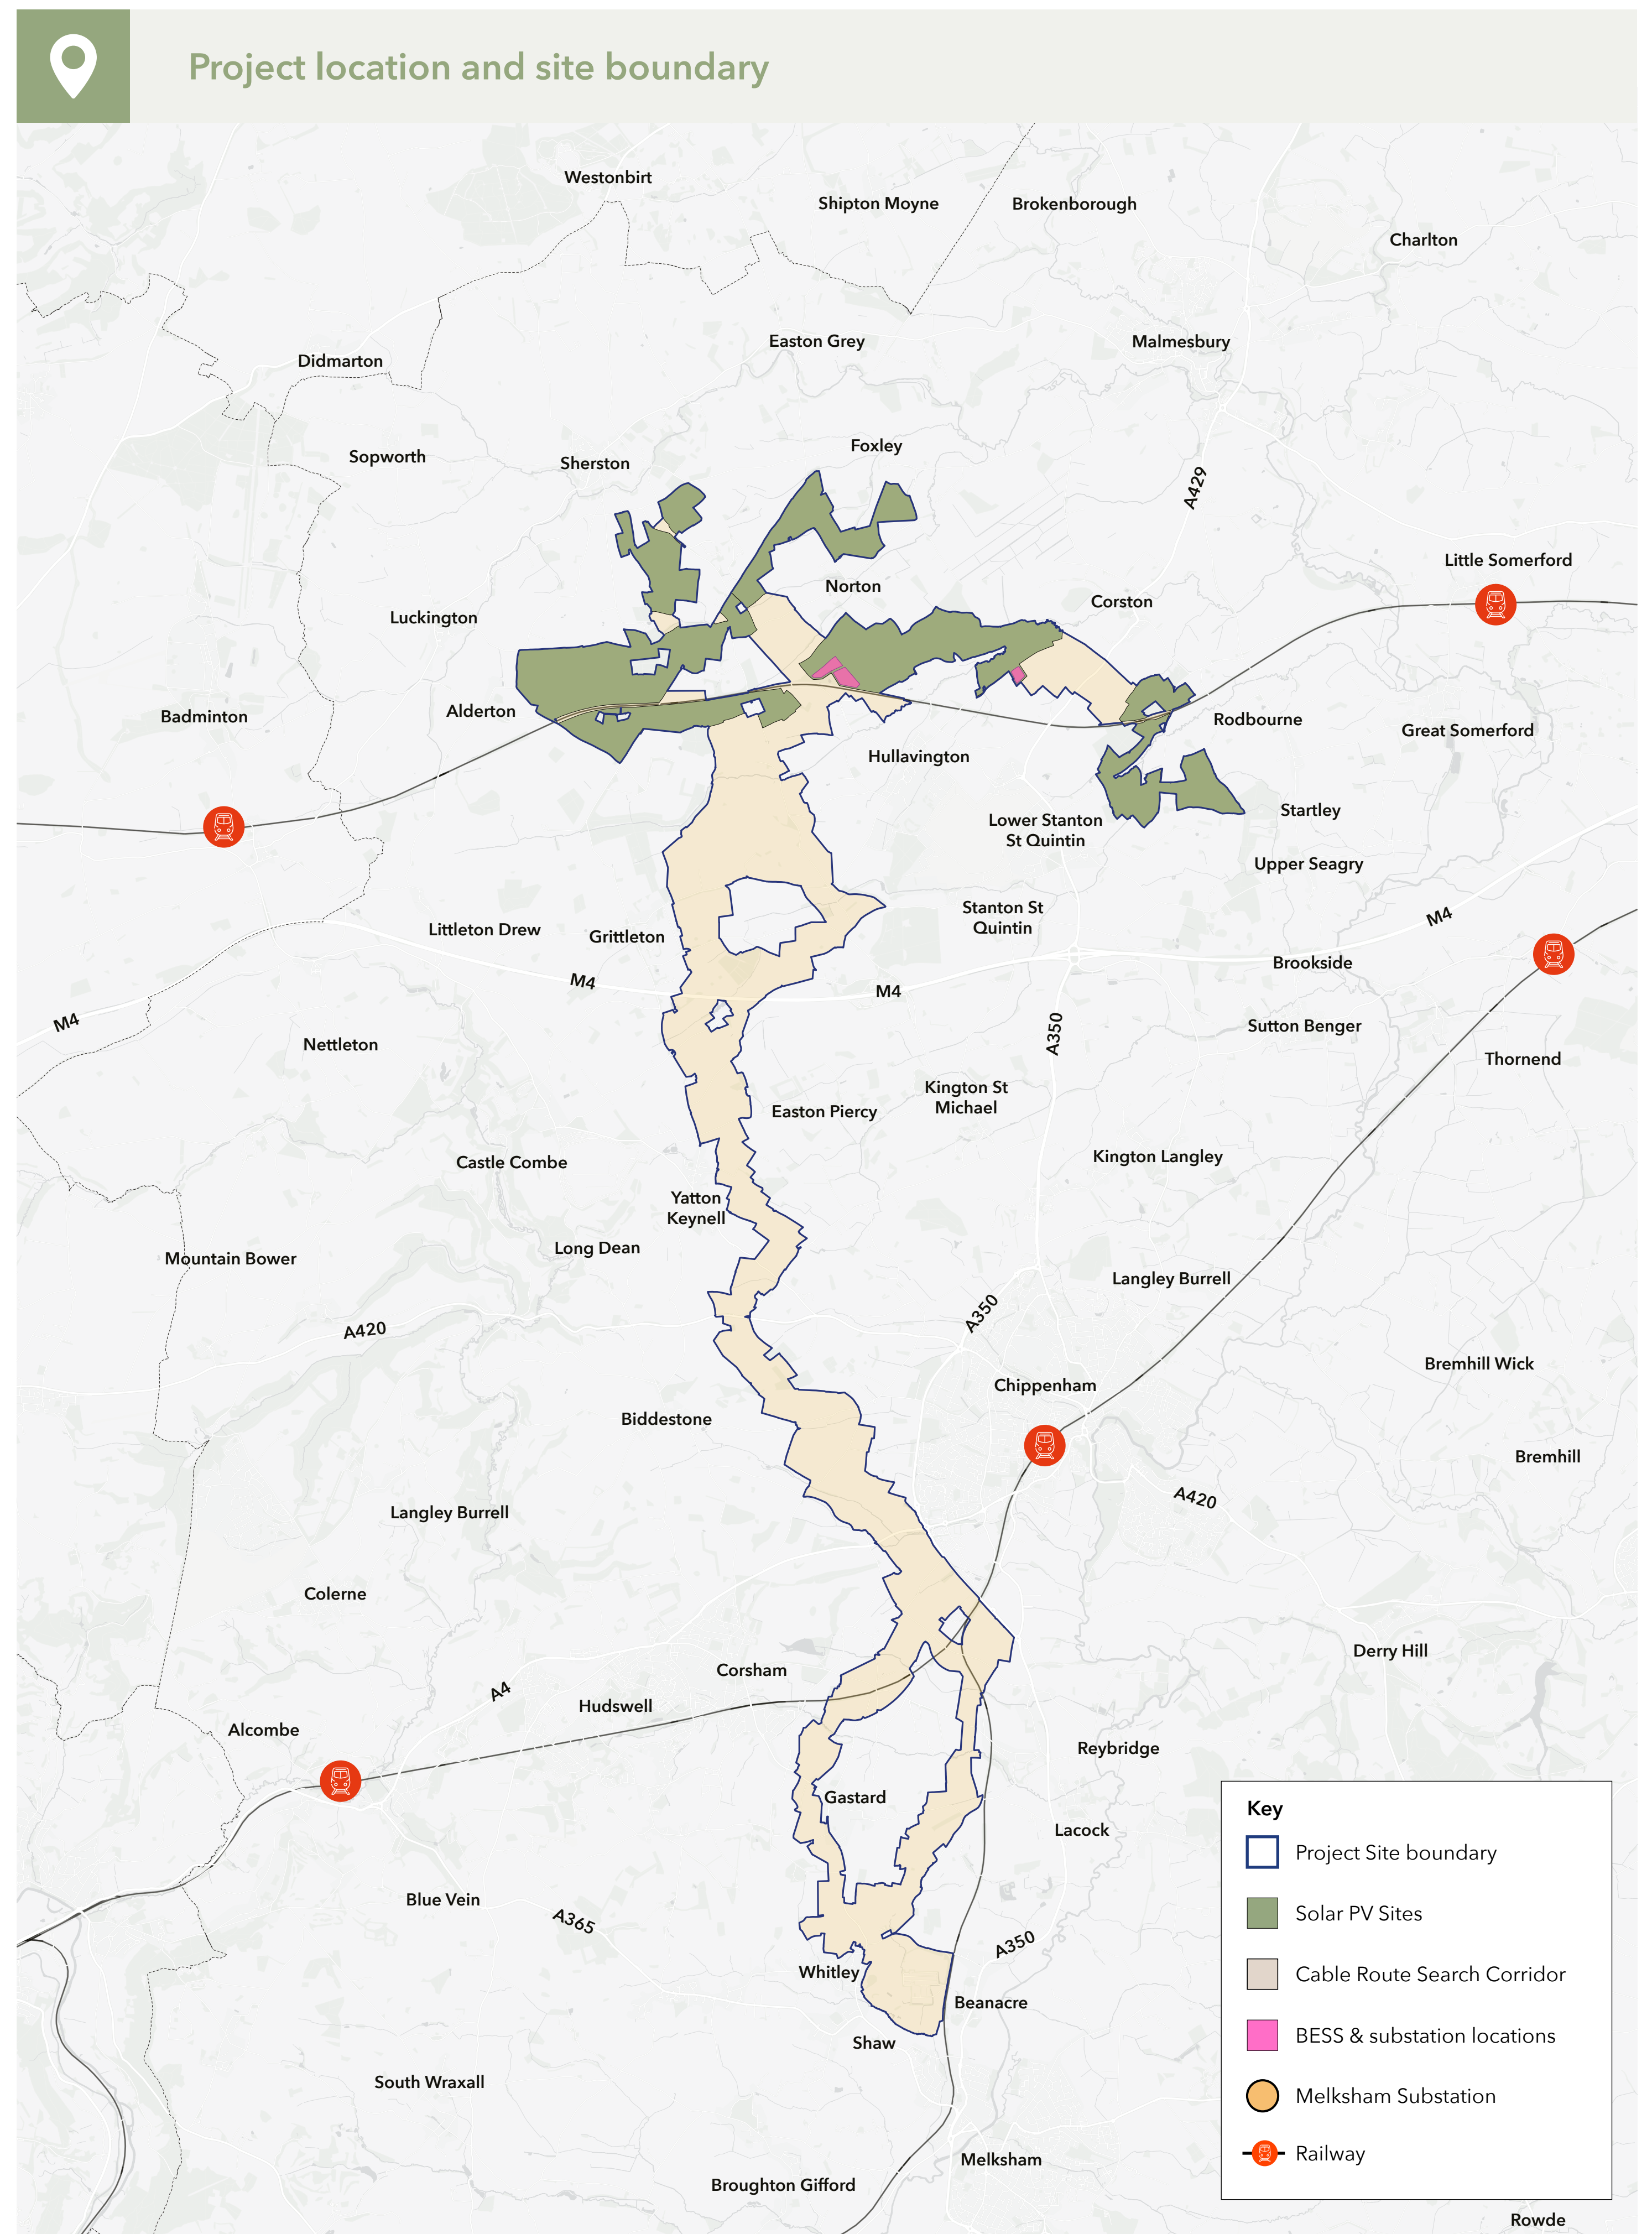 Project location and site boundary
Westonbirt
Shipton Moyne
Brokenborough
Charlton
Easton Grey
Malmesbury
Didmarton
Foxley
Sopworth
Sherston
A429
Little Somerford
Norton
Corston
Luckington
Alderton
Badminton
Rodbourne
Great Somerford
Hullavington
Startley
Lower Stanton
St Quintin
Upper Seagry
Stanton St
Quintin
M4
Littleton Drew
Grittleton
Brookside
M4
M4
M4
Sutton Benger
A350
Nettleton
Thornend
Kington St
Michael
Easton Piercy
Kington Langley
Castle Combe
Yatton
Keynell
Long Dean
Mountain Bower
Langley Burrell
A350
A420
Bremhill Wick
Chippenham
Biddestone
Bremhill
A420
Langley Burrell
Colerne
Derry Hill
Corsham
A4
Hudswell
Alcombe
Reybridge
Gastard
Lacock
Blue Vein
A365
A350
Whitley
Beanacre
Shaw
South Wraxall
Melksham
Broughton Gifford
Rowde
Key
Project Site boundary
Solar PV Sites
Cable Route Search Corridor
BESS & substation locations
Melksham Substation
Railway